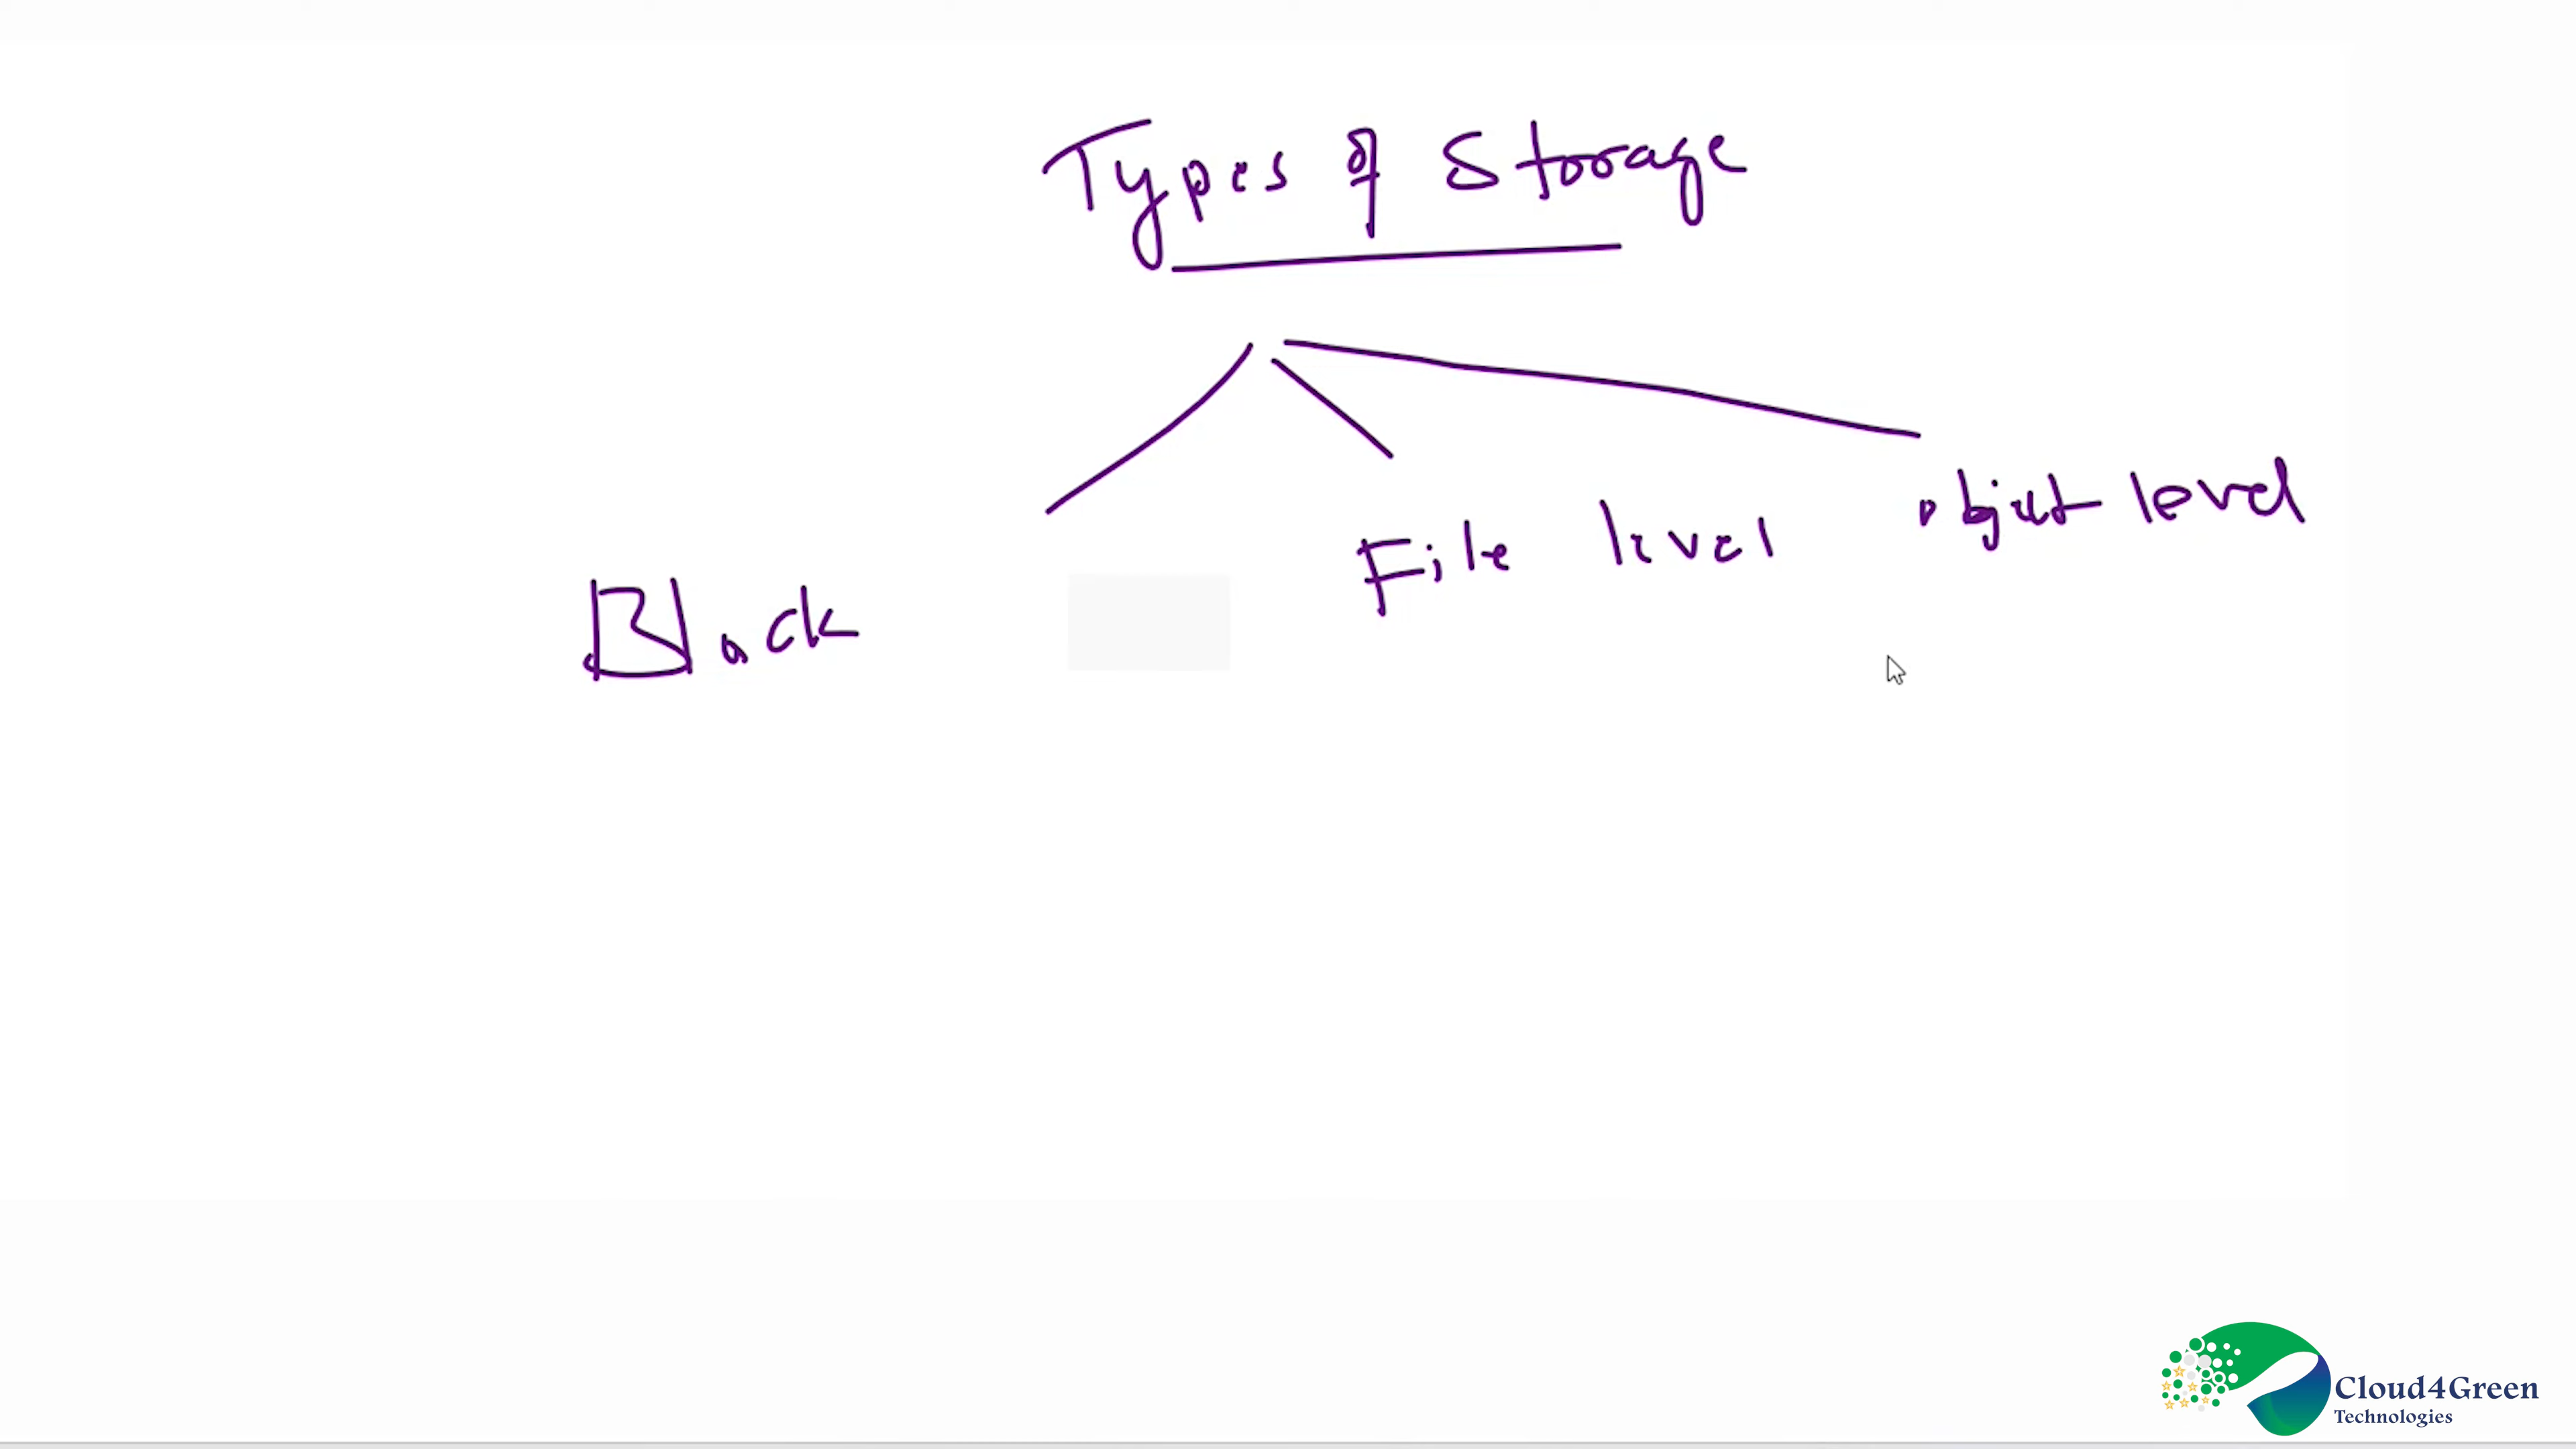 Types of Storage
Block
File level
object level
Cloud4Green
Technologies